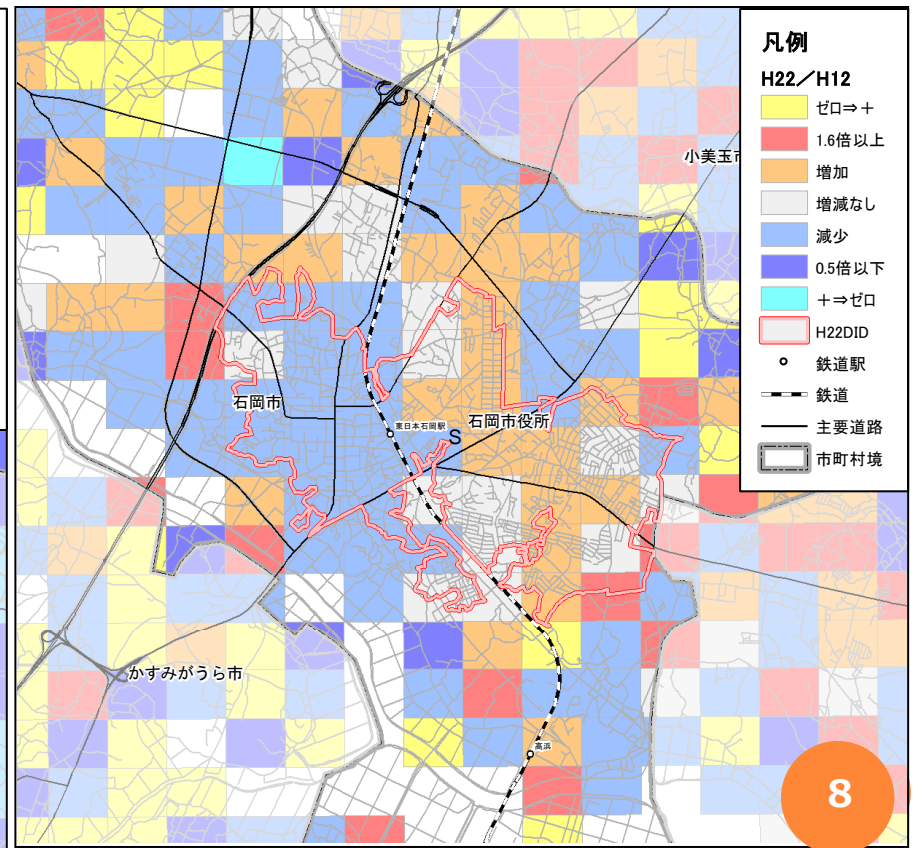 凡例
H22／H12
ゼロ⇒＋
1.6倍以上
増加
増減なし
減少
0.5倍以下
＋⇒ゼロ
H22DID
鉄道駅
鉄道
主要道路
市町村境
小美玉市
石岡市
石岡市役所
東日本石岡駅
S
かすみがうら市
高浜
8